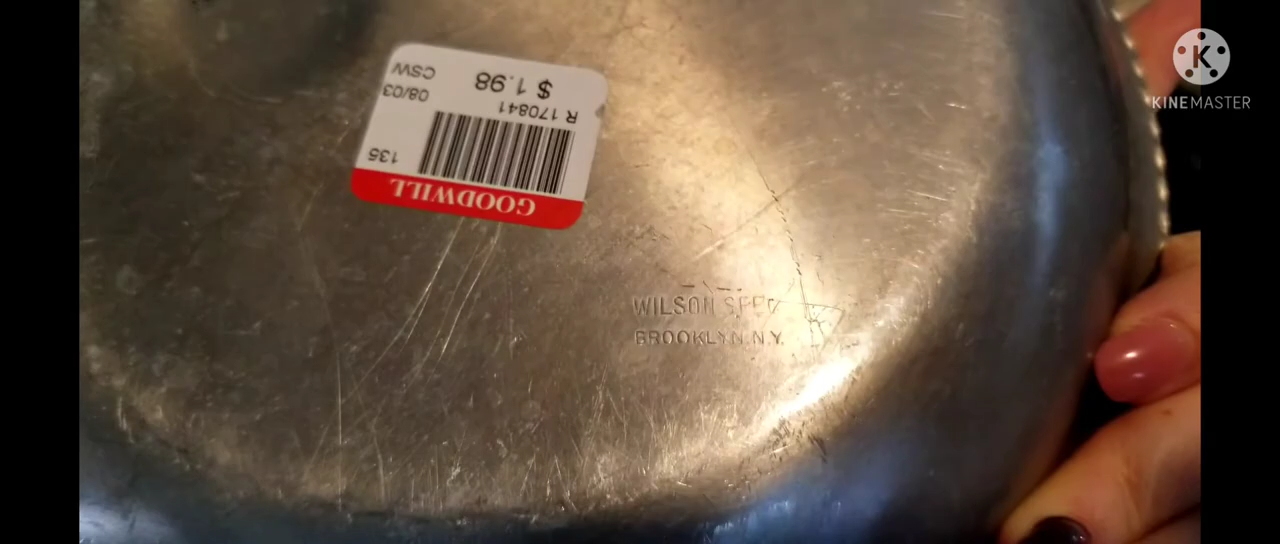 GOODWILL
135
R 170841
08/03
$ 1.98
CSW
WILSON
BROOKLYN. N.Y.
K
KINEMASTER